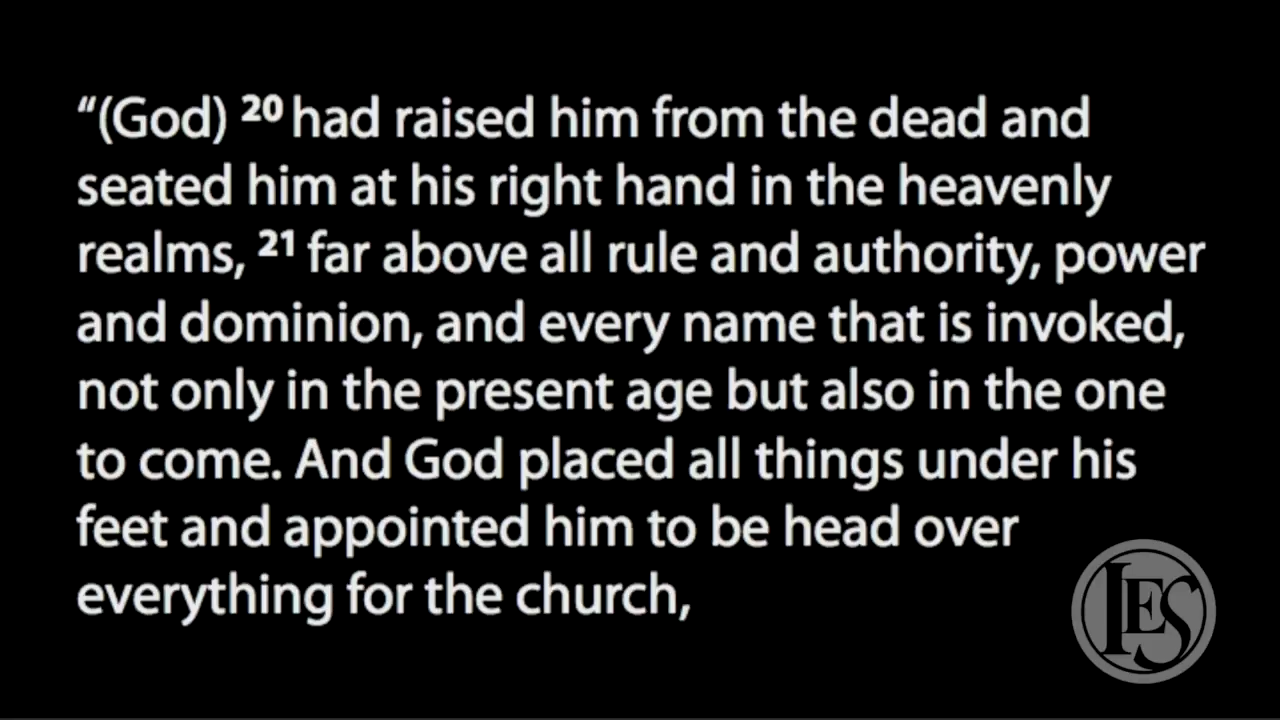 “(God) 20 had raised him from the dead and
seated him at his right hand in the heavenly
realms, 21 far above all rule and authority, power
and dominion, and every name that is invoked,
not only in the present age but also in the one
to come. And God placed all things under his
feet and appointed him to be head over
everything for the church,
IES